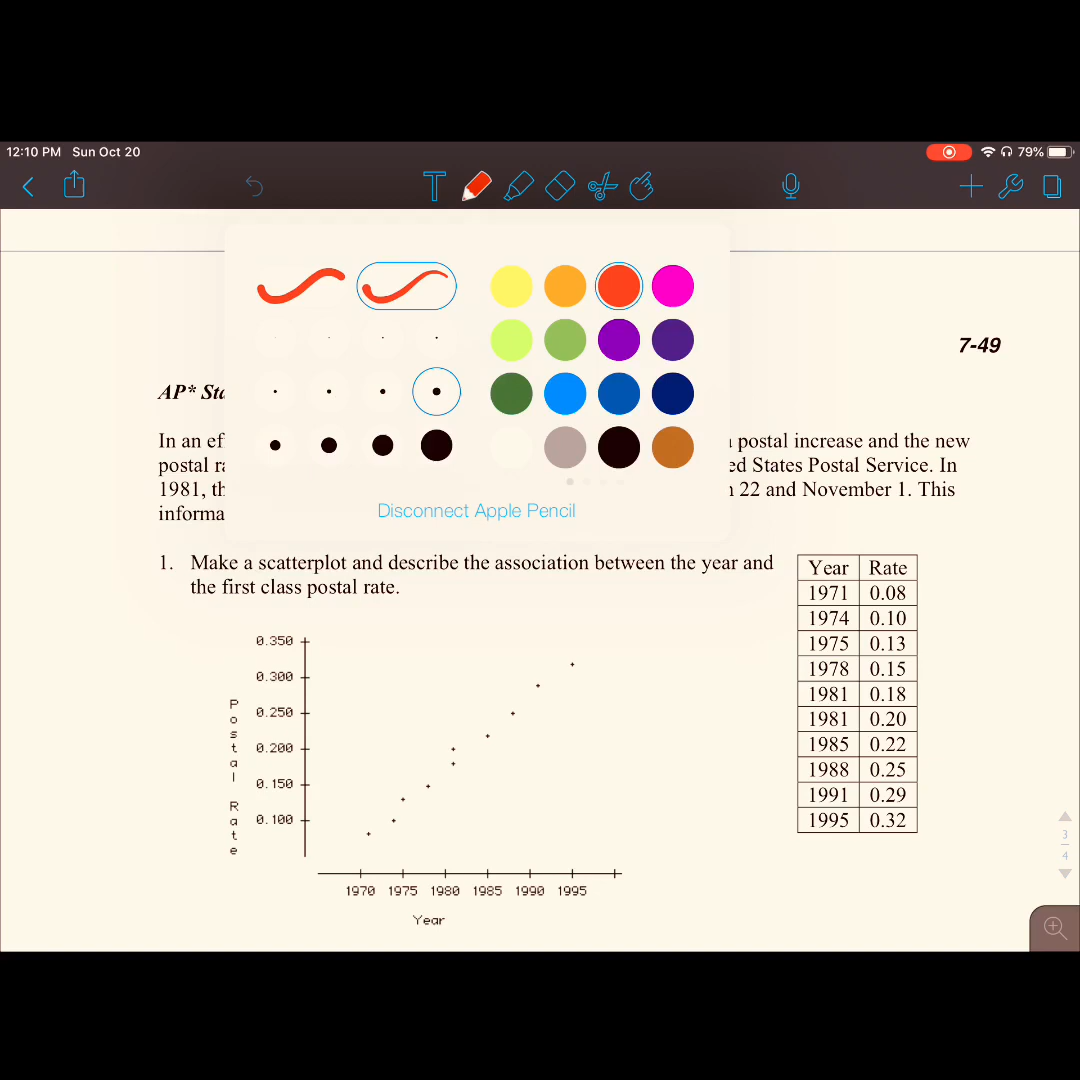 12:10 PM Sun Oct 20 79%
T
7-49
AP* Sta
In an ef postal increase and the new
postal ra ed States Postal Service. In
1981, th 22 and November 1. This
informa
Disconnect Apple Pencil
1. Make a scatterplot and describe the association between the year and
the first class postal rate.
Year Rate
1971 0.08
1974 0.10
1975 0.13
1978 0.15
1981 0.18
1981 0.20
1985 0.22
1988 0.25
1991 0.29
1995 0.32
0.350
0.300
0.250
0.200
0.150
0.100
Postal Rate
1970 1975 1980 1985 1990 1995
Year
3
4